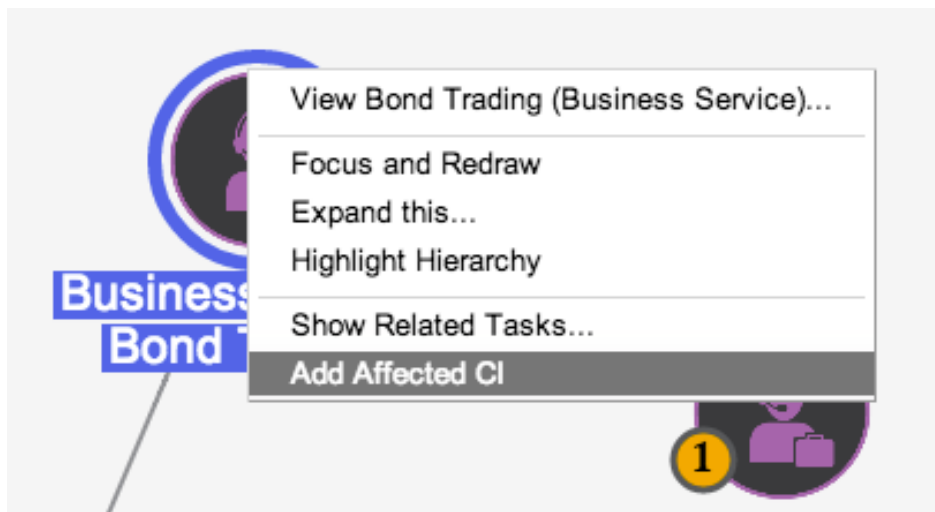 View Bond Trading (Business Service)...
Focus and Redraw
Expand this...
Highlight Hierarchy
Show Related Tasks...
Add Affected CI
Business
Bond
1